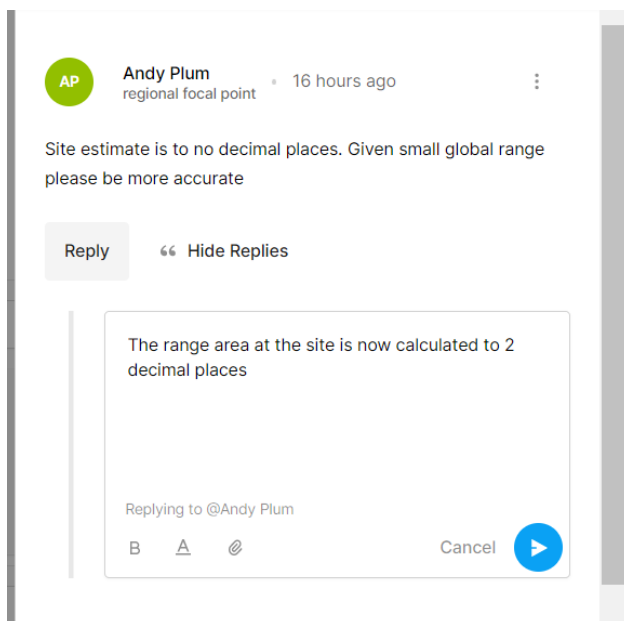 AP
Andy Plum
regional focal point
16 hours ago
Site estimate is to no decimal places. Given small global range
please be more accurate
Reply
Hide Replies
The range area at the site is now calculated to 2
decimal places
Replying to @Andy Plum
B A Cancel